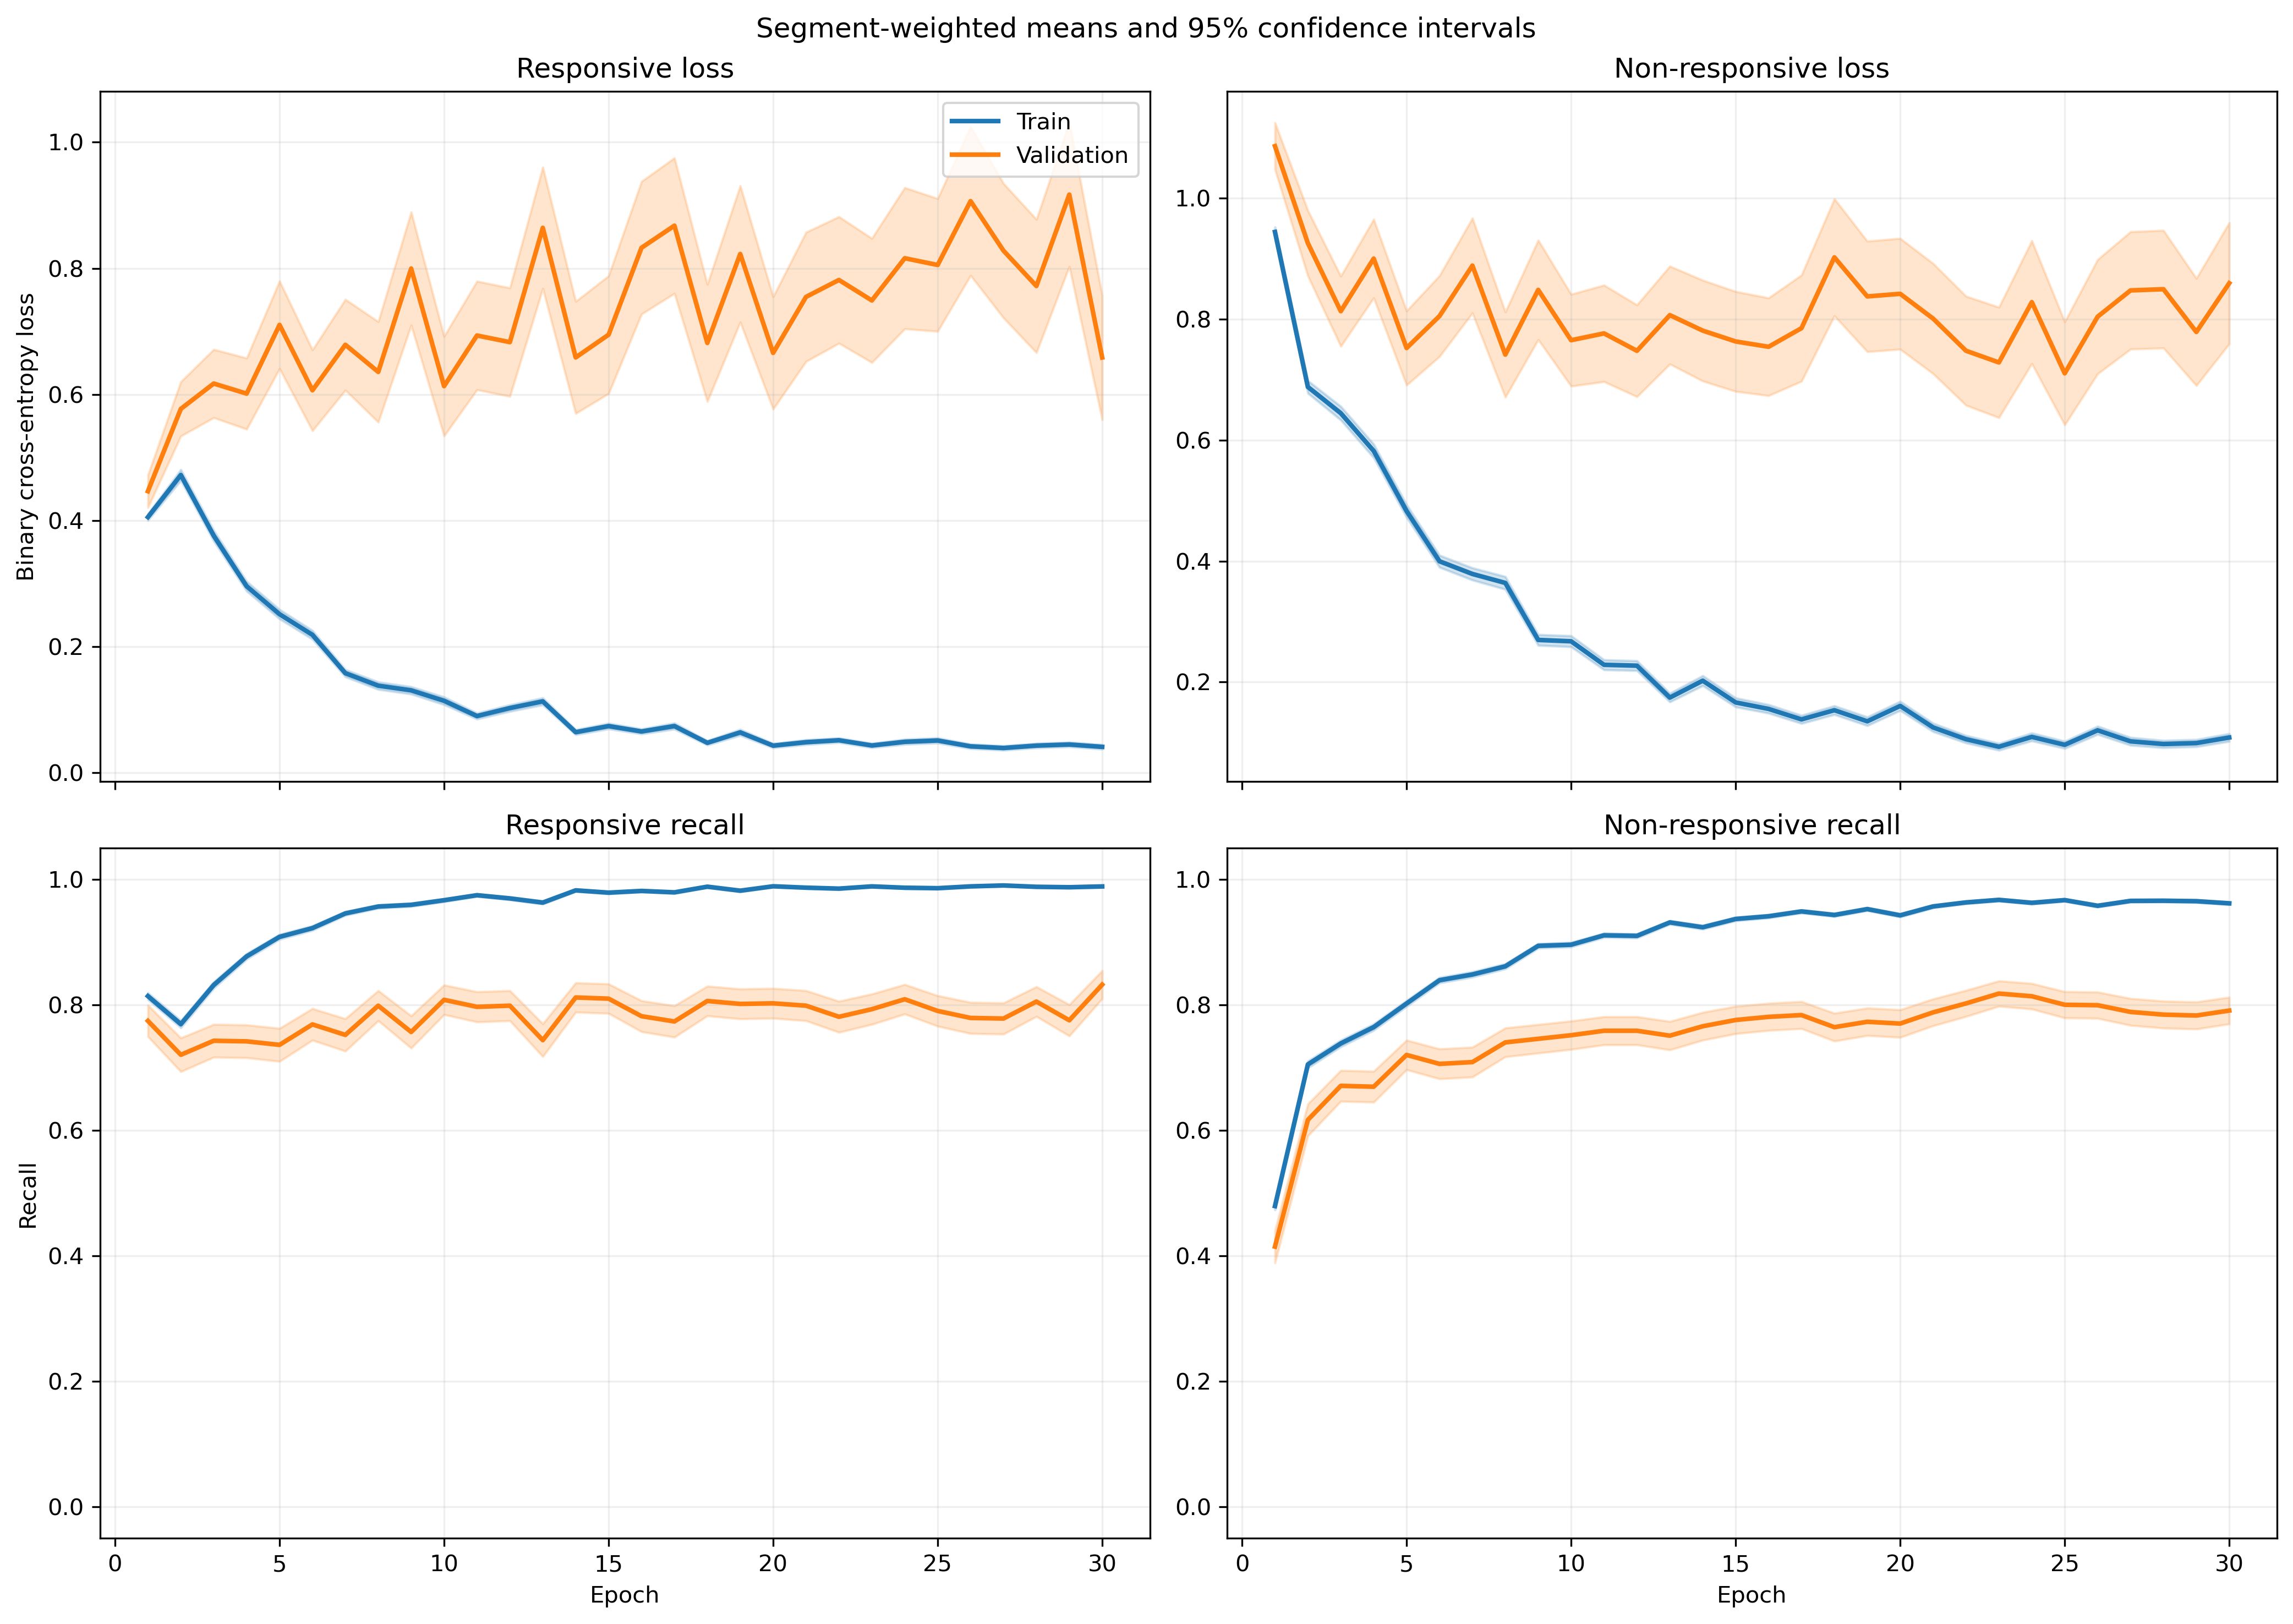 Segment-weighted means and 95% confidence intervals
Responsive loss
Non-responsive loss
Train
Validation
Binary cross-entropy loss
1.0
0.8
0.6
0.4
0.2
0.0
1.0
0.8
0.6
0.4
0.2
Responsive recall
Non-responsive recall
Recall
1.0
0.8
0.6
0.4
0.2
0.0
0 5 10 15 20 25 30
Epoch
1.0
0.8
0.6
0.4
0.2
0.0
0 5 10 15 20 25 30
Epoch